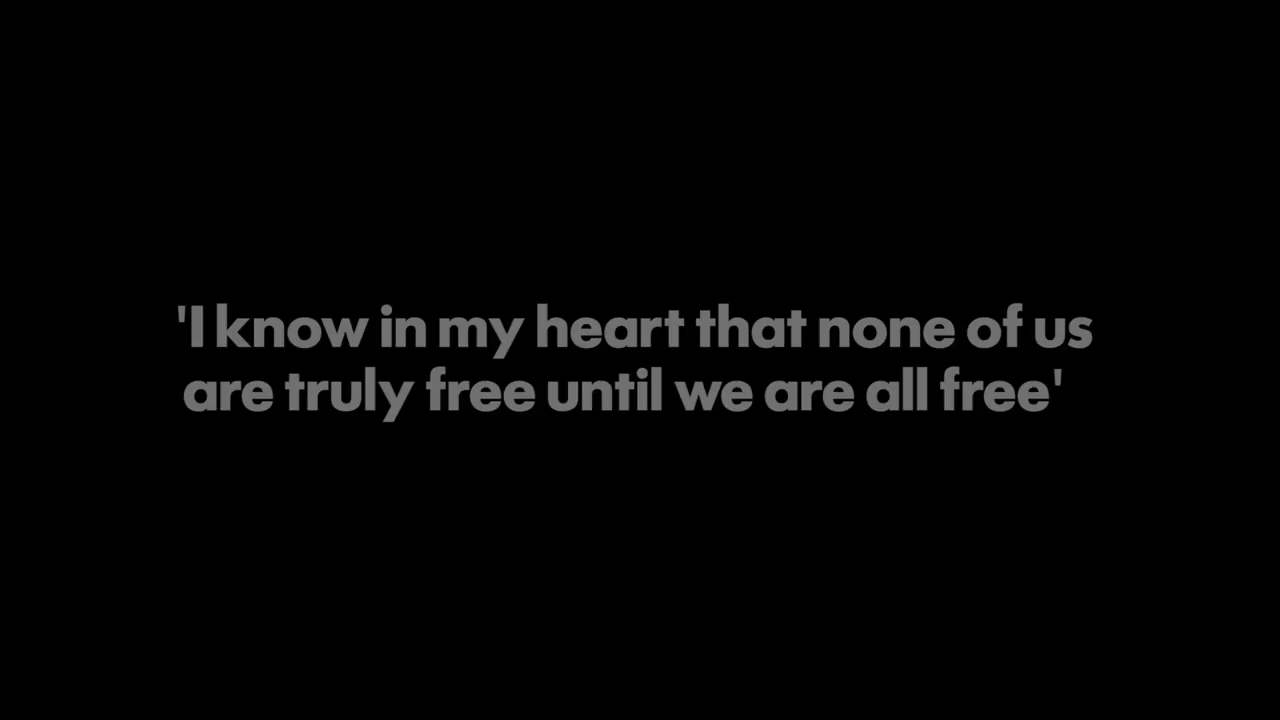 'I know in my heart that none of us
are truly free until we are all free'